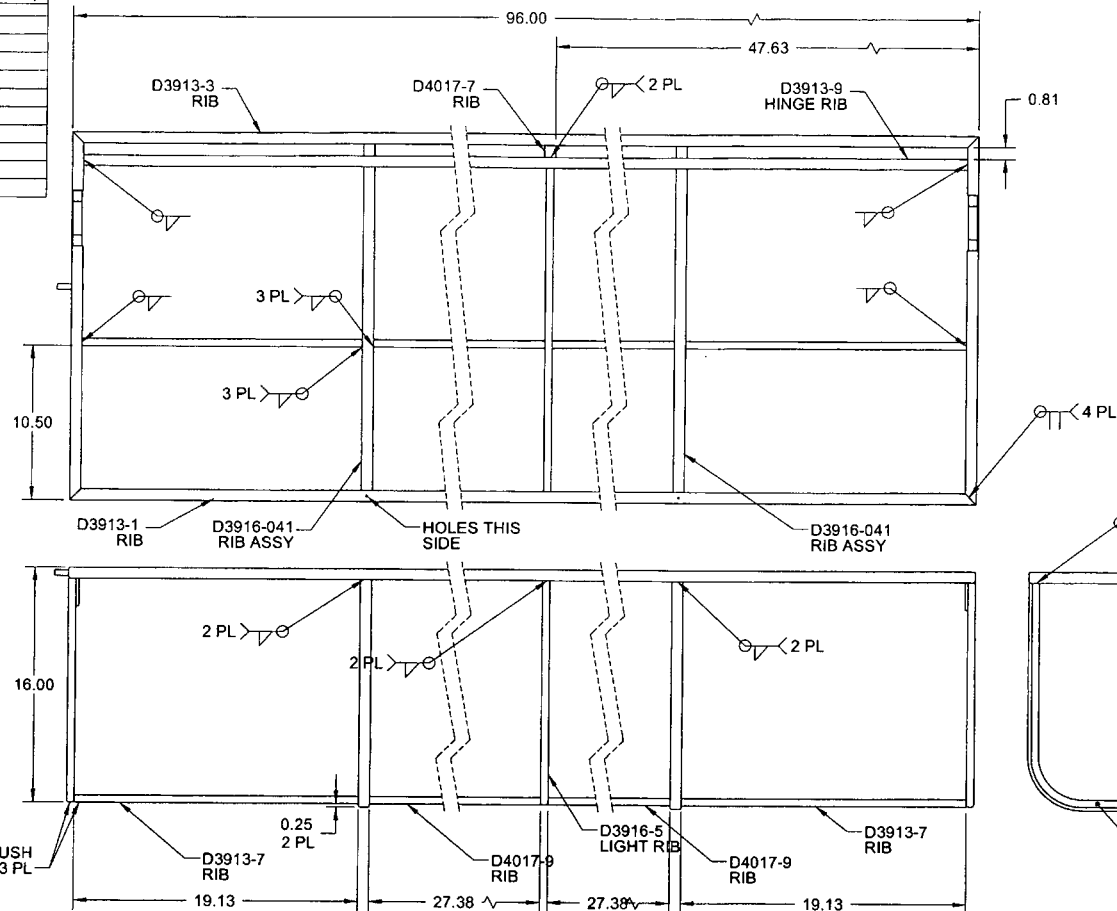 96.00
47.63
D3913-3
RIB
D4017-7
RIB
2 PL
D3913-9
HINGE RIB
0.81
3 PL
3 PL
10.50
4 PL
D3913-1
RIB
D3916-041
RIB ASSY
HOLES THIS
SIDE
D3916-041
RIB ASSY
2 PL
2 PL
2 PL
16.00
0.25
2 PL
USH
3 PL
D3913-7
RIB
D4017-9
RIB
D3916-5
LIGHT RIB
D4017-9
RIB
D3913-7
RIB
19.13
27.38
27.38
19.13